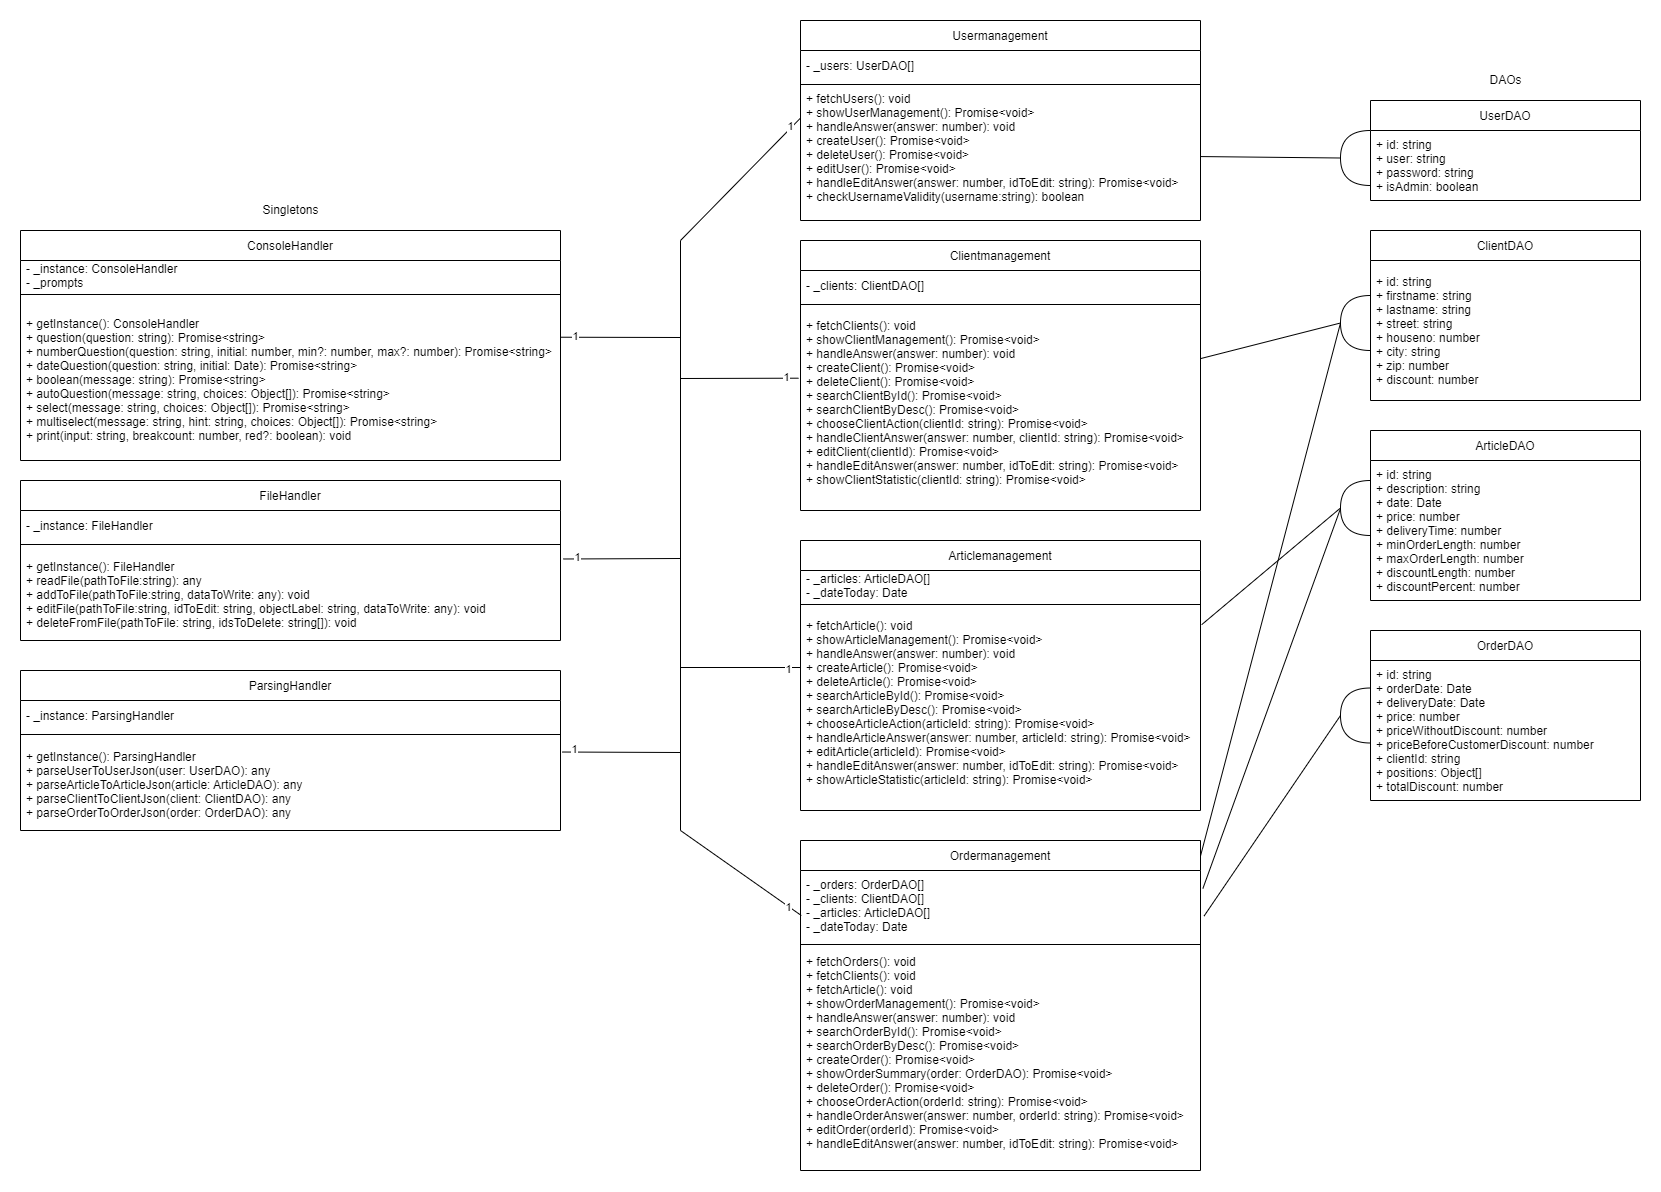 Singletons
ConsoleHandler
- _instance: ConsoleHandler
- _prompts
+ getInstance(): ConsoleHandler
+ question(question: string): Promise<string>
+ numberQuestion(question: string, initial: number, min?: number, max?: number): Promise<string>
+ dateQuestion(question: string, initial: Date): Promise<string>
+ boolean(message: string): Promise<string>
+ autoQuestion(message: string, choices: Object[]): Promise<string>
+ select(message: string, choices: Object[]): Promise<string>
+ multiselect(message: string, hint: string, choices: Object[]): Promise<string>
+ print(input: string, breakcount: number, red?: boolean): void
1
FileHandler
- _instance: FileHandler
+ getInstance(): FileHandler
+ readFile(pathToFile:string): any
+ addToFile(pathToFile:string, dataToWrite: any): void
+ editFile(pathToFile:string, idToEdit: string, objectLabel: string, dataToWrite: any): void
+ deleteFromFile(pathToFile: string, idsToDelete: string[]): void
1
ParsingHandler
- _instance: ParsingHandler
+ getInstance(): ParsingHandler
+ parseUserToUserJson(user: UserDAO): any
+ parseArticleToArticleJson(article: ArticleDAO): any
+ parseClientToClientJson(client: ClientDAO): any
+ parseOrderToOrderJson(order: OrderDAO): any
1
Usermanagement
- _users: UserDAO[]
+ fetchUsers(): void
+ showUserManagement(): Promise<void>
+ handleAnswer(answer: number): void
+ createUser(): Promise<void>
+ deleteUser(): Promise<void>
+ editUser(): Promise<void>
+ handleEditAnswer(answer: number, idToEdit: string): Promise<void>
+ checkUsernameValidity(username:string): boolean
1
Clientmanagement
- _clients: ClientDAO[]
+ fetchClients(): void
+ showClientManagement(): Promise<void>
+ handleAnswer(answer: number): void
+ createClient(): Promise<void>
+ deleteClient(): Promise<void>
+ searchClientById(): Promise<void>
+ searchClientByDesc(): Promise<void>
+ chooseClientAction(clientId: string): Promise<void>
+ handleClientAnswer(answer: number, clientId: string): Promise<void>
+ editClient(clientId): Promise<void>
+ handleEditAnswer(answer: number, idToEdit: string): Promise<void>
+ showClientStatistic(clientId: string): Promise<void>
1
Articlemanagement
- _articles: ArticleDAO[]
- _dateToday: Date
+ fetchArticle(): void
+ showArticleManagement(): Promise<void>
+ handleAnswer(answer: number): void
+ createArticle(): Promise<void>
+ deleteArticle(): Promise<void>
+ searchArticleById(): Promise<void>
+ searchArticleByDesc(): Promise<void>
+ chooseArticleAction(articleId: string): Promise<void>
+ handleArticleAnswer(answer: number, articleId: string): Promise<void>
+ editArticle(articleId): Promise<void>
+ handleEditAnswer(answer: number, idToEdit: string): Promise<void>
+ showArticleStatistic(articleId: string): Promise<void>
1
Ordermanagement
- _orders: OrderDAO[]
- _clients: ClientDAO[]
- _articles: ArticleDAO[]
- _dateToday: Date
+ fetchOrders(): void
+ fetchClients(): void
+ fetchArticle(): void
+ showOrderManagement(): Promise<void>
+ handleAnswer(answer: number): void
+ searchOrderById(): Promise<void>
+ searchOrderByDesc(): Promise<void>
+ createOrder(): Promise<void>
+ showOrderSummary(order: OrderDAO): Promise<void>
+ deleteOrder(): Promise<void>
+ chooseOrderAction(orderId: string): Promise<void>
+ handleOrderAnswer(answer: number, orderId: string): Promise<void>
+ editOrder(orderId): Promise<void>
+ handleEditAnswer(answer: number, idToEdit: string): Promise<void>
1
DAOs
UserDAO
+ id: string
+ user: string
+ password: string
+ isAdmin: boolean
ClientDAO
+ id: string
+ firstname: string
+ lastname: string
+ street: string
+ houseno: number
+ city: string
+ zip: number
+ discount: number
ArticleDAO
+ id: string
+ description: string
+ date: Date
+ price: number
+ deliveryTime: number
+ minOrderLength: number
+ maxOrderLength: number
+ discountLength: number
+ discountPercent: number
OrderDAO
+ id: string
+ orderDate: Date
+ deliveryDate: Date
+ price: number
+ priceWithoutDiscount: number
+ priceBeforeCustomerDiscount: number
+ clientId: string
+ positions: Object[]
+ totalDiscount: number